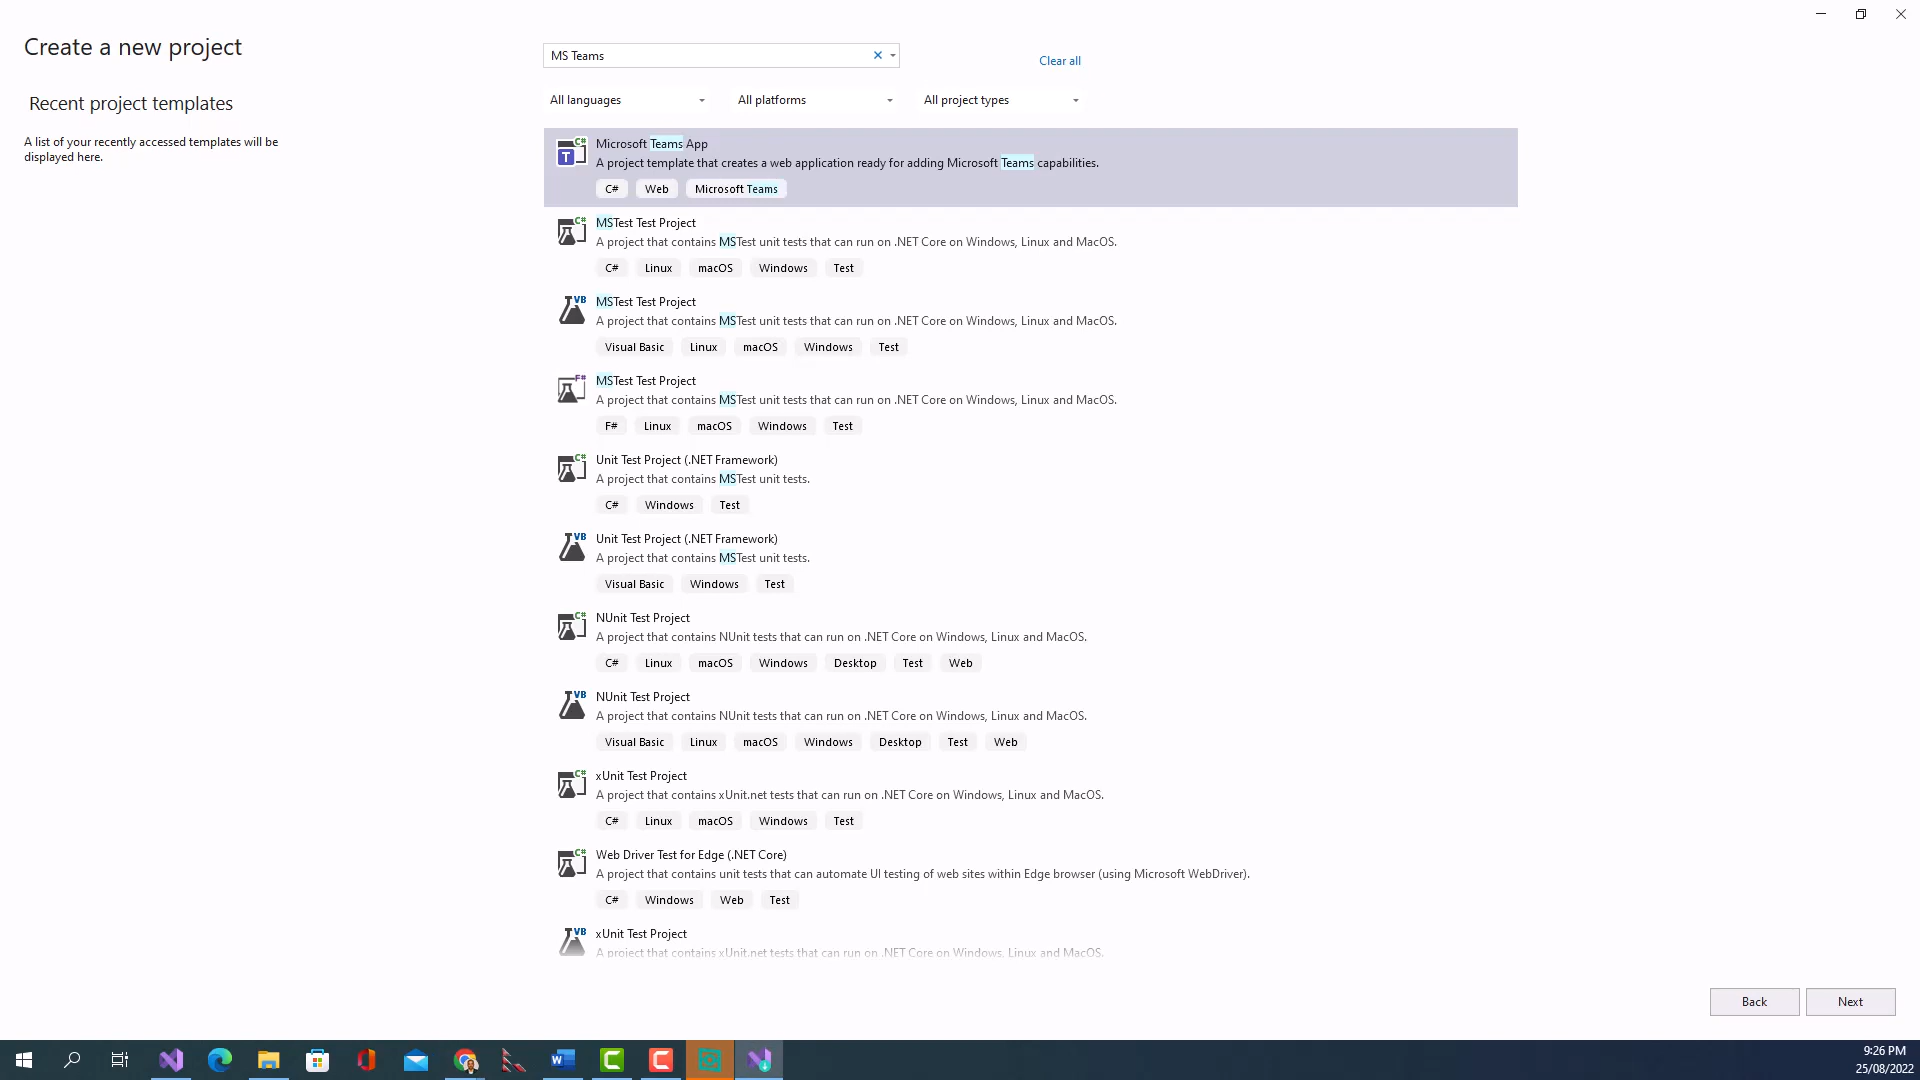 Create a new project
Recent project templates
A list of your recently accessed templates will be
displayed here.
MS Teams
Clear all
All languages
All platforms
All project types
Microsoft Teams App
A project template that creates a web application ready for adding Microsoft Teams capabilities.
C# Web Microsoft Teams
MSTest Test Project
A project that contains MSTest unit tests that can run on .NET Core on Windows, Linux and MacOS.
C# Linux macOS Windows Test
MSTest Test Project
A project that contains MSTest unit tests that can run on .NET Core on Windows, Linux and MacOS.
Visual Basic Linux macOS Windows Test
MSTest Test Project
A project that contains MSTest unit tests that can run on .NET Core on Windows, Linux and MacOS.
F# Linux macOS Windows Test
Unit Test Project (.NET Framework)
A project that contains MSTest unit tests.
C# Windows Test
Unit Test Project (.NET Framework)
A project that contains MSTest unit tests.
Visual Basic Windows Test
NUnit Test Project
A project that contains NUnit tests that can run on .NET Core on Windows, Linux and MacOS.
C# Linux macOS Windows Desktop Test Web
NUnit Test Project
A project that contains NUnit tests that can run on .NET Core on Windows, Linux and MacOS.
Visual Basic Linux macOS Windows Desktop Test Web
xUnit Test Project
A project that contains xUnit.net tests that can run on .NET Core on Windows, Linux and MacOS.
C# Linux macOS Windows Test
Web Driver Test for Edge (.NET Core)
A project that contains unit tests that can automate UI testing of web sites within Edge browser (using Microsoft WebDriver).
C# Windows Web Test
xUnit Test Project
A project that contains xUnit.net tests that can run on .NET Core on Windows, Linux and MacOS.
Back
Next
9:26 PM
25/08/2022